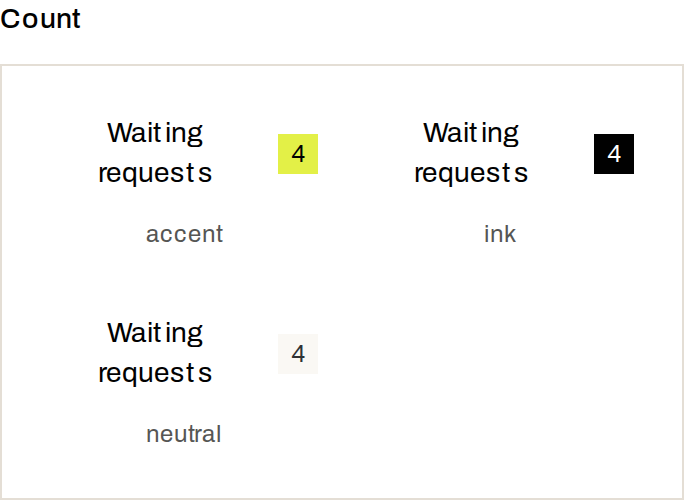 Count
Waiting
requests
4
accent
Waiting
requests
4
ink
Waiting
requests
4
neutral